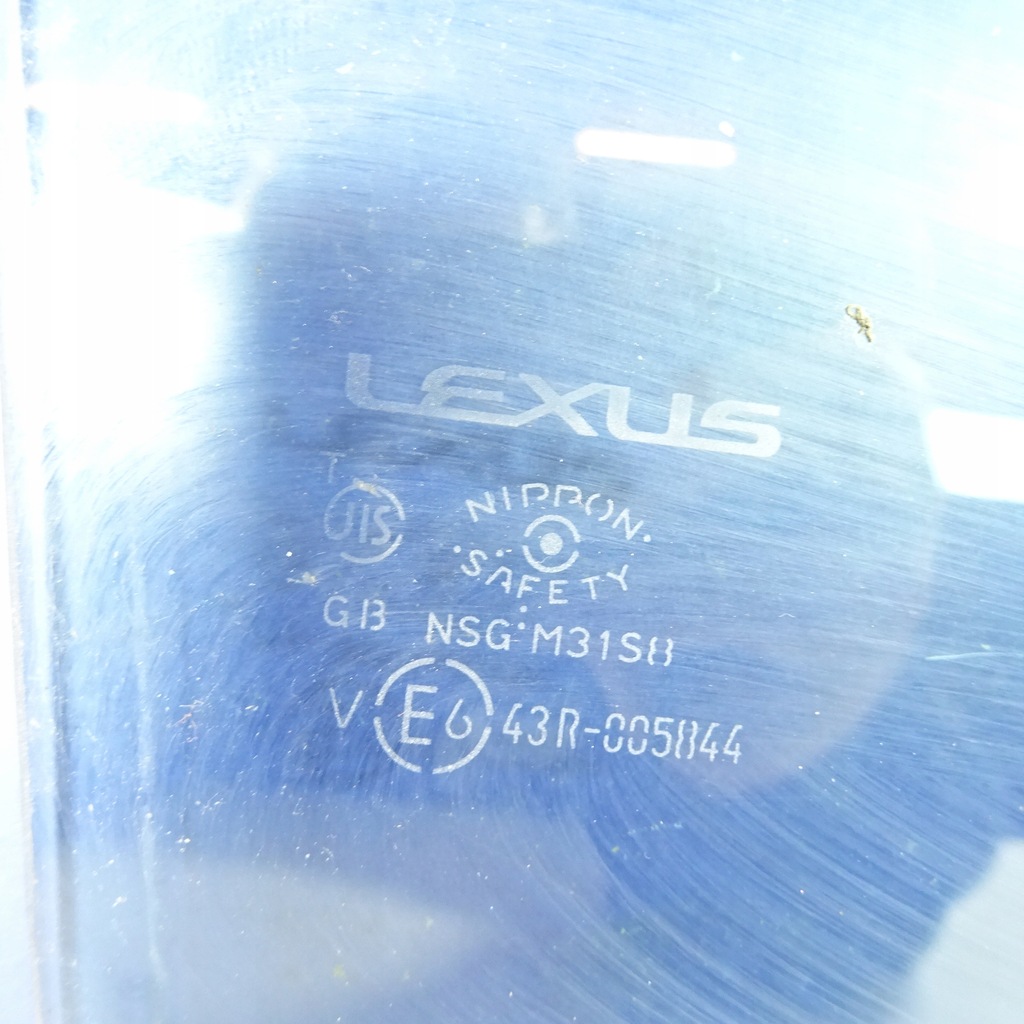 LEXUS
T
JIS
NIPPON
SAFETY
GB NSG M31S8
V E6 43R-005844